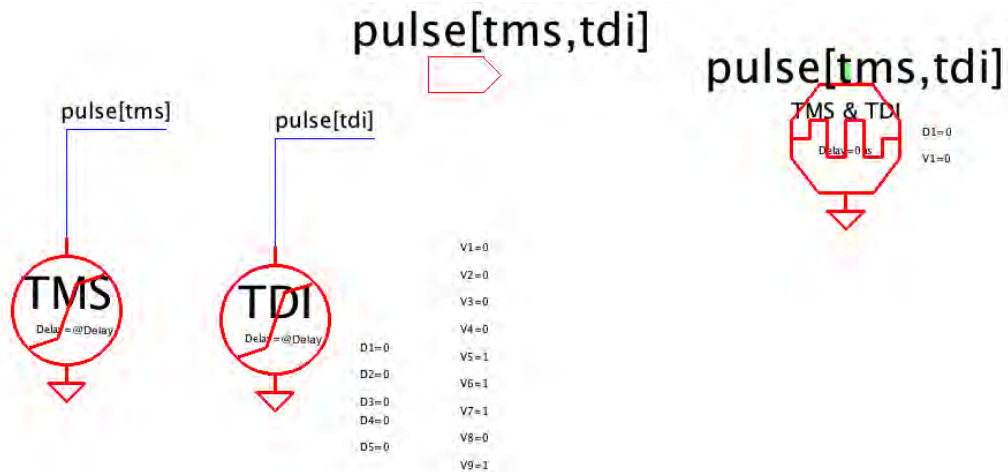 pulse[tms,tdi]
pulse[tms,tdi]
TMS & TDI
Delay=0ns
D1=0
V1=0
pulse[tms]
pulse[tdi]
TMS
Delay=@Delay
TDI
Delay=@Delay
D1=0
D2=0
D3=0
D4=0
D5=0
V1=0
V2=0
V3=0
V4=0
V5=1
V6=1
V7=1
V8=0
V9=1